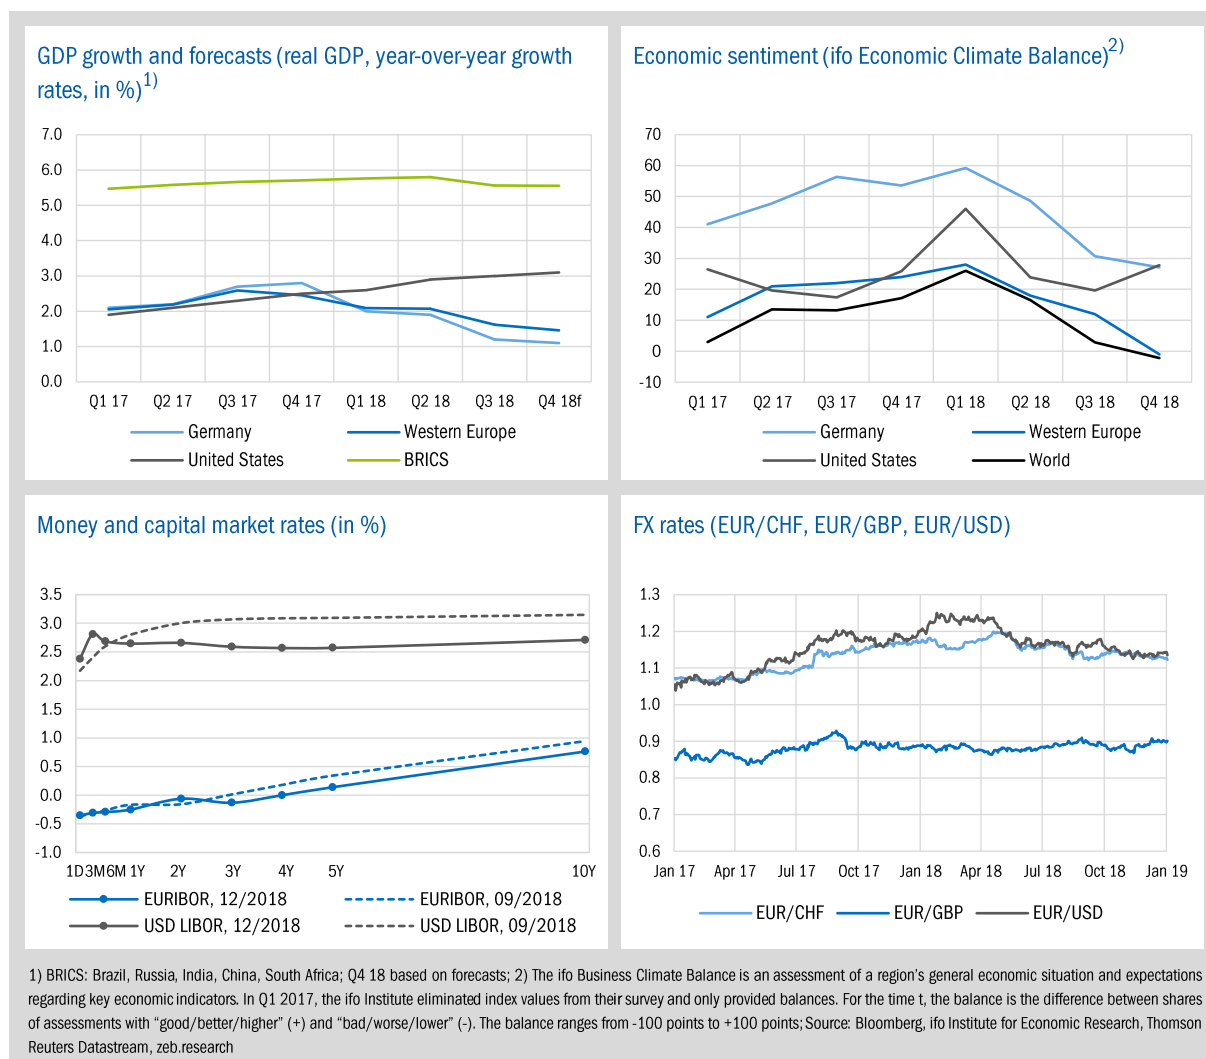 GDP growth and forecasts (real GDP, year-over-year growth
rates, in %)1)
7.0
6.0
5.0
4.0
3.0
2.0
1.0
0.0
Q1 17 Q2 17 Q3 17 Q4 17 Q1 18 Q2 18 Q3 18 Q4 18f
Germany Western Europe
United States BRICS
Economic sentiment (ifo Economic Climate Balance)2)
70
60
50
40
30
20
10
0
-10
Q1 17 Q2 17 Q3 17 Q4 17 Q1 18 Q2 18 Q3 18 Q4 18
Germany Western Europe
United States World
Money and capital market rates (in %)
3.5
3.0
2.5
2.0
1.5
1.0
0.5
0.0
-0.5
-1.0
1D 3M 6M 1Y 2Y 3Y 4Y 5Y 10Y
EURIBOR, 12/2018 EURIBOR, 09/2018
USD LIBOR, 12/2018 USD LIBOR, 09/2018
FX rates (EUR/CHF, EUR/GBP, EUR/USD)
1.3
1.2
1.1
1.0
0.9
0.8
0.7
0.6
Jan 17 Apr 17 Jul 17 Oct 17 Jan 18 Apr 18 Jul 18 Oct 18 Jan 19
EUR/CHF EUR/GBP EUR/USD
1) BRICS: Brazil, Russia, India, China, South Africa; Q4 18 based on forecasts; 2) The ifo Business Climate Balance is an assessment of a region's general economic situation and expectations
regarding key economic indicators. In Q1 2017, the ifo Institute eliminated index values from their survey and only provided balances. For the time t, the balance is the difference between shares
of assessments with “good/better/higher” (+) and “bad/worse/lower” (-). The balance ranges from -100 points to +100 points; Source: Bloomberg, ifo Institute for Economic Research, Thomson
Reuters Datastream, zeb.research